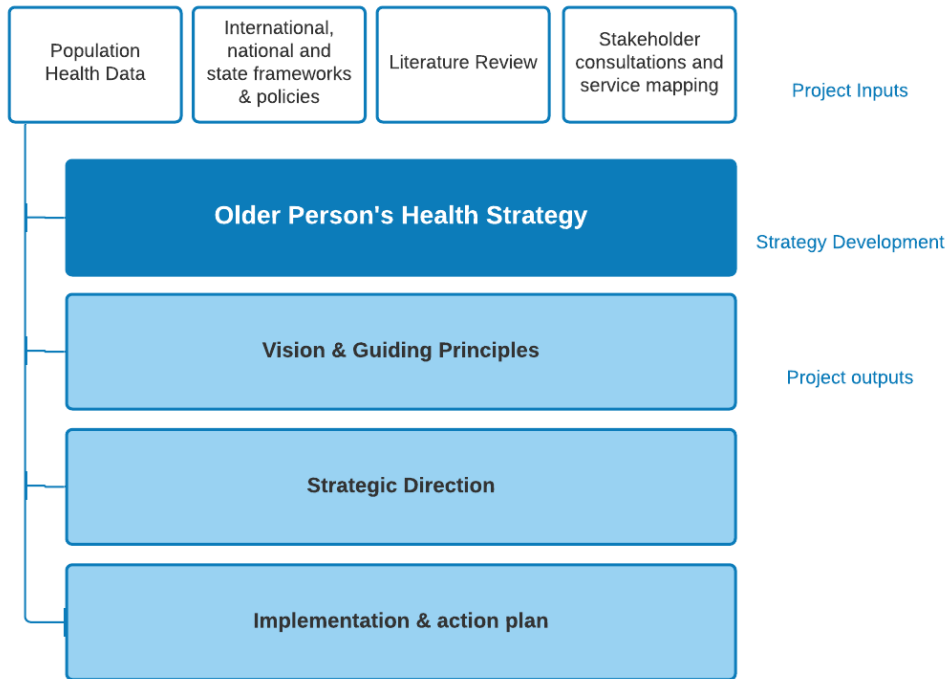 Population
Health Data
International,
national and
state frameworks
& policies
Literature Review
Stakeholder
consultations and
service mapping
Project Inputs
Older Person's Health Strategy
Strategy Development
Vision & Guiding Principles
Project outputs
Strategic Direction
Implementation & action plan